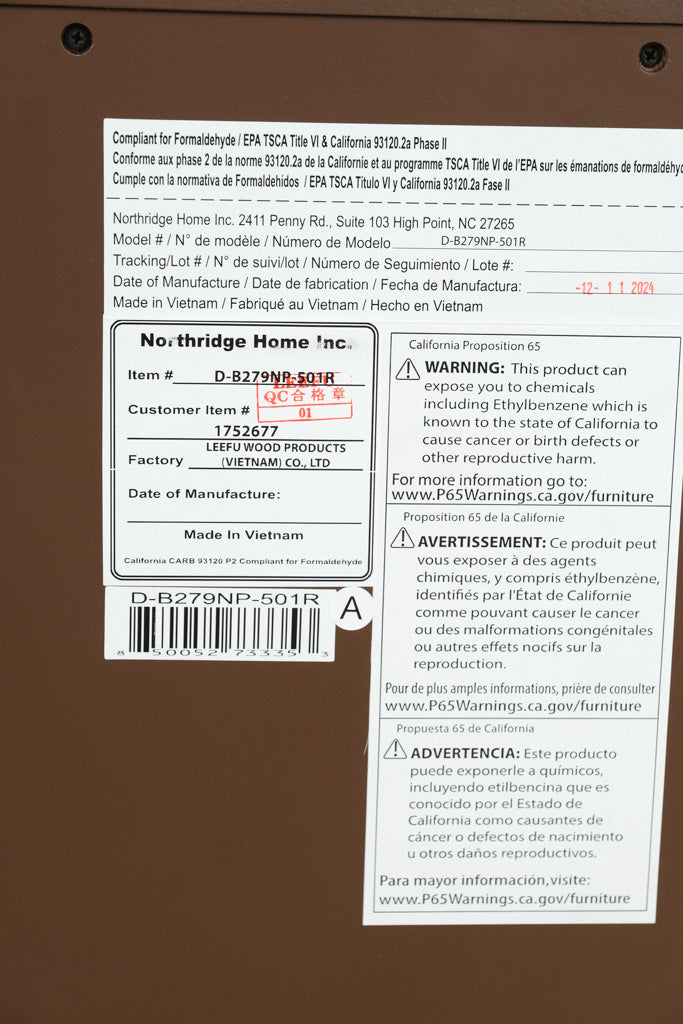 Compliant for Formaldehyde / EPA TSCA Title VI & California 93120.2a Phase II
Conforme aux phase 2 de la norme 93120.2a de la Californie et au programme TSCA Title VI de l'EPA sur les émanations de formaldéhyd
Cumple con la normativa de Formaldehidos / EPA TSCA Título VI y California 93120.2a Fase II
Northridge Home Inc. 2411 Penny Rd., Suite 103 High Point, NC 27265
Model # / N° de modèle / Número de Modelo D-B279NP-501R
Tracking/Lot # / N° de suivi/lot / Número de Seguimiento / Lote #:
Date of Manufacture / Date de fabrication / Fecha de Manufactura: -12- 1 1 2024
Made in Vietnam / Fabriqué au Vietnam / Hecho en Vietnam
Northridge Home Inc.
Item # D-B279NP-501R
LEEFU
QC合格章
01
Customer Item #
1752677
Factory LEEFU WOOD PRODUCTS
(VIETNAM) CO., LTD
Date of Manufacture:
Made In Vietnam
California CARB 93120 P2 Compliant for Formaldehyde
D-B279NP-501R
8 50052 73335 3
A
California Proposition 65
WARNING: This product can
expose you to chemicals
including Ethylbenzene which is
known to the state of California to
cause cancer or birth defects or
other reproductive harm.
For more information go to:
www.P65Warnings.ca.gov/furniture
Proposition 65 de la Californie
AVERTISSEMENT: Ce produit peut
vous exposer à des agents
chimiques, y compris éthylbenzène,
identifiés par l'État de Californie
comme pouvant causer le cancer
ou des malformations congénitales
ou autres effets nocifs sur la
reproduction.
Pour de plus amples informations, prière de consulter
www.P65Warnings.ca.gov/furniture
Propuesta 65 de California
ADVERTENCIA: Este producto
puede exponerle a químicos,
incluyendo etilbencina que es
conocido por el Estado de
California como causantes de
cáncer o defectos de nacimiento
u otros daños reproductivos.
Para mayor información,visite:
www.P65Warnings.ca.gov/furniture